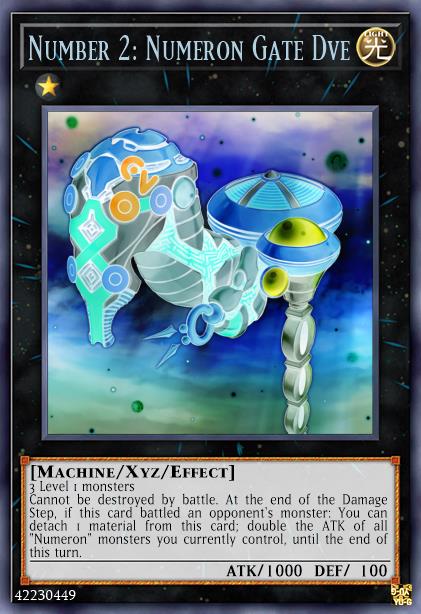 NUMBER 2: NUMERON GATE DVE
LIGHT
光
[MACHINE/XYZ/EFFECT]
3 Level 1 monsters
Cannot be destroyed by battle. At the end of the Damage
Step, if this card battled an opponent's monster: You can
detach 1 material from this card; double the ATK of all
"Numeron" monsters you currently control, until the end of
this turn.
ATK/1000 DEF/ 100
42230449